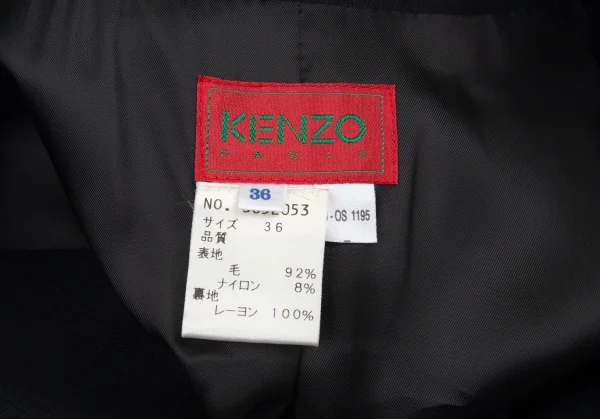 KENZO
PARIS
36
NO. 2053
サイズ 36
品質
表地
毛 92%
ナイロン 8%
裏地
レーヨン 100%
-OS 1195